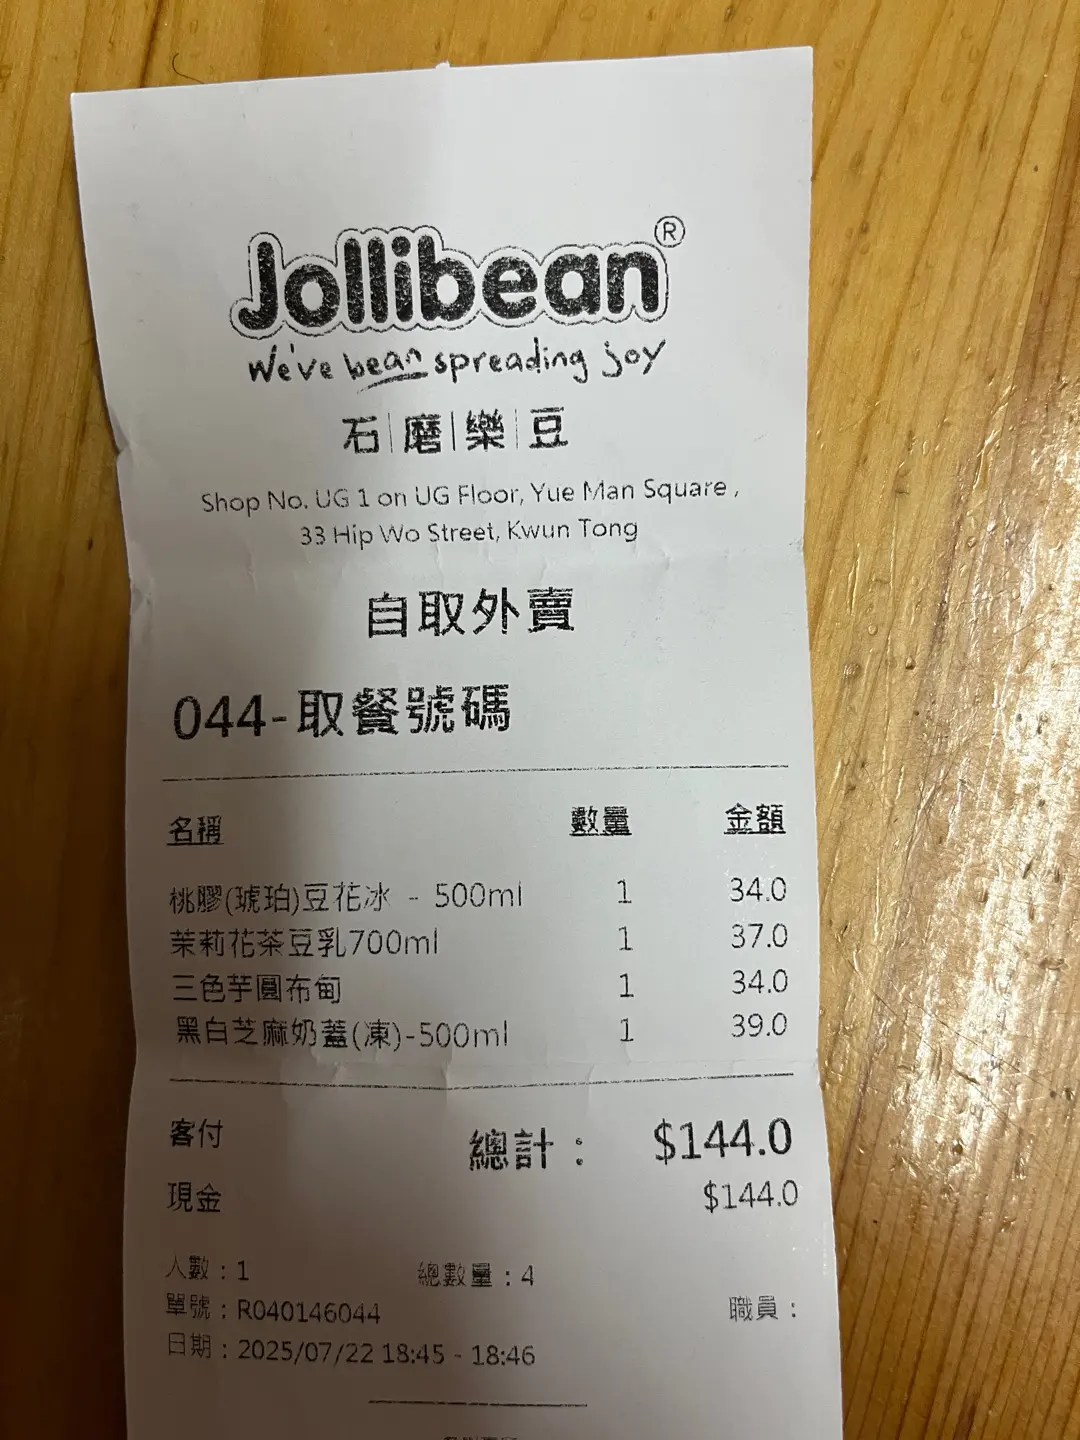 Jollibean®
We've bean spreading joy
石|磨|樂|豆
Shop No. UG 1 on UG Floor, Yue Man Square ,
33 Hip Wo Street, Kwun Tong
自取外賣
044-取餐號碼
名稱 數量 金額
桃膠(琥珀)豆花冰 - 500ml 1 34.0
茉莉花茶豆乳700ml 1 37.0
三色芋圓布甸 1 34.0
黑白芝麻奶蓋(凍)-500ml 1 39.0
客付 總計： $144.0
現金 $144.0
人數：1 總數量：4
單號：R040146044 職員：
日期：2025/07/22 18:45 - 18:46